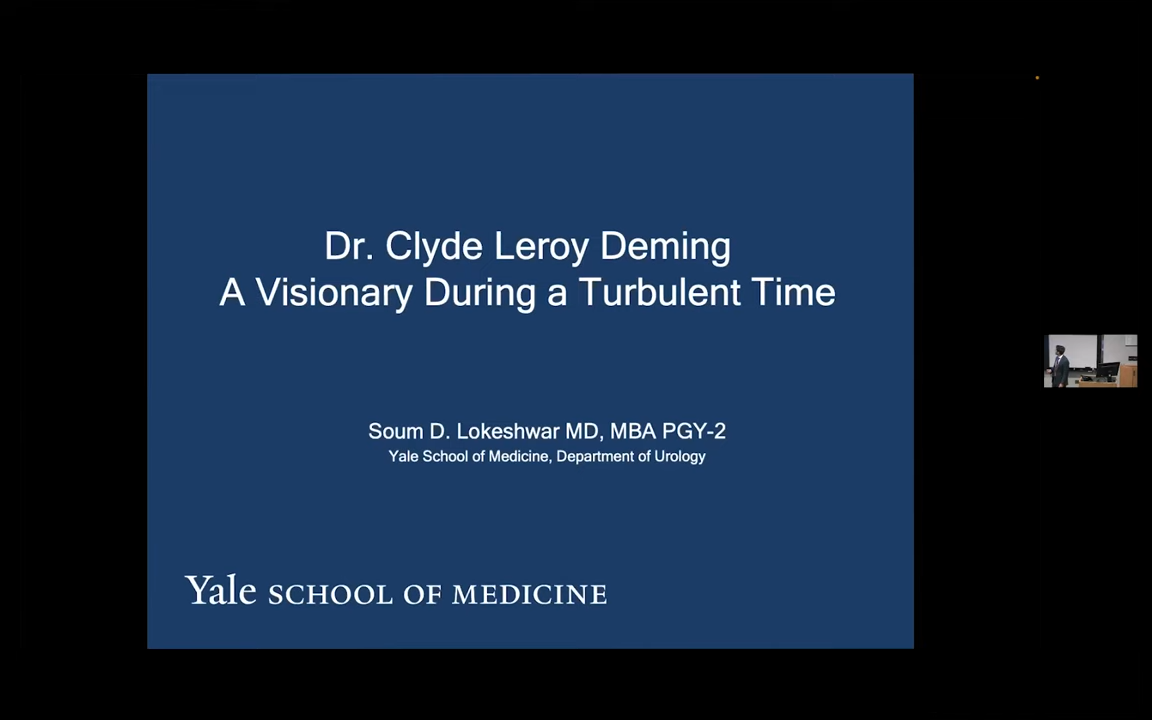 Dr. Clyde Leroy Deming
A Visionary During a Turbulent Time
Soum D. Lokeshwar MD, MBA PGY-2
Yale School of Medicine, Department of Urology
Yale SCHOOL OF MEDICINE